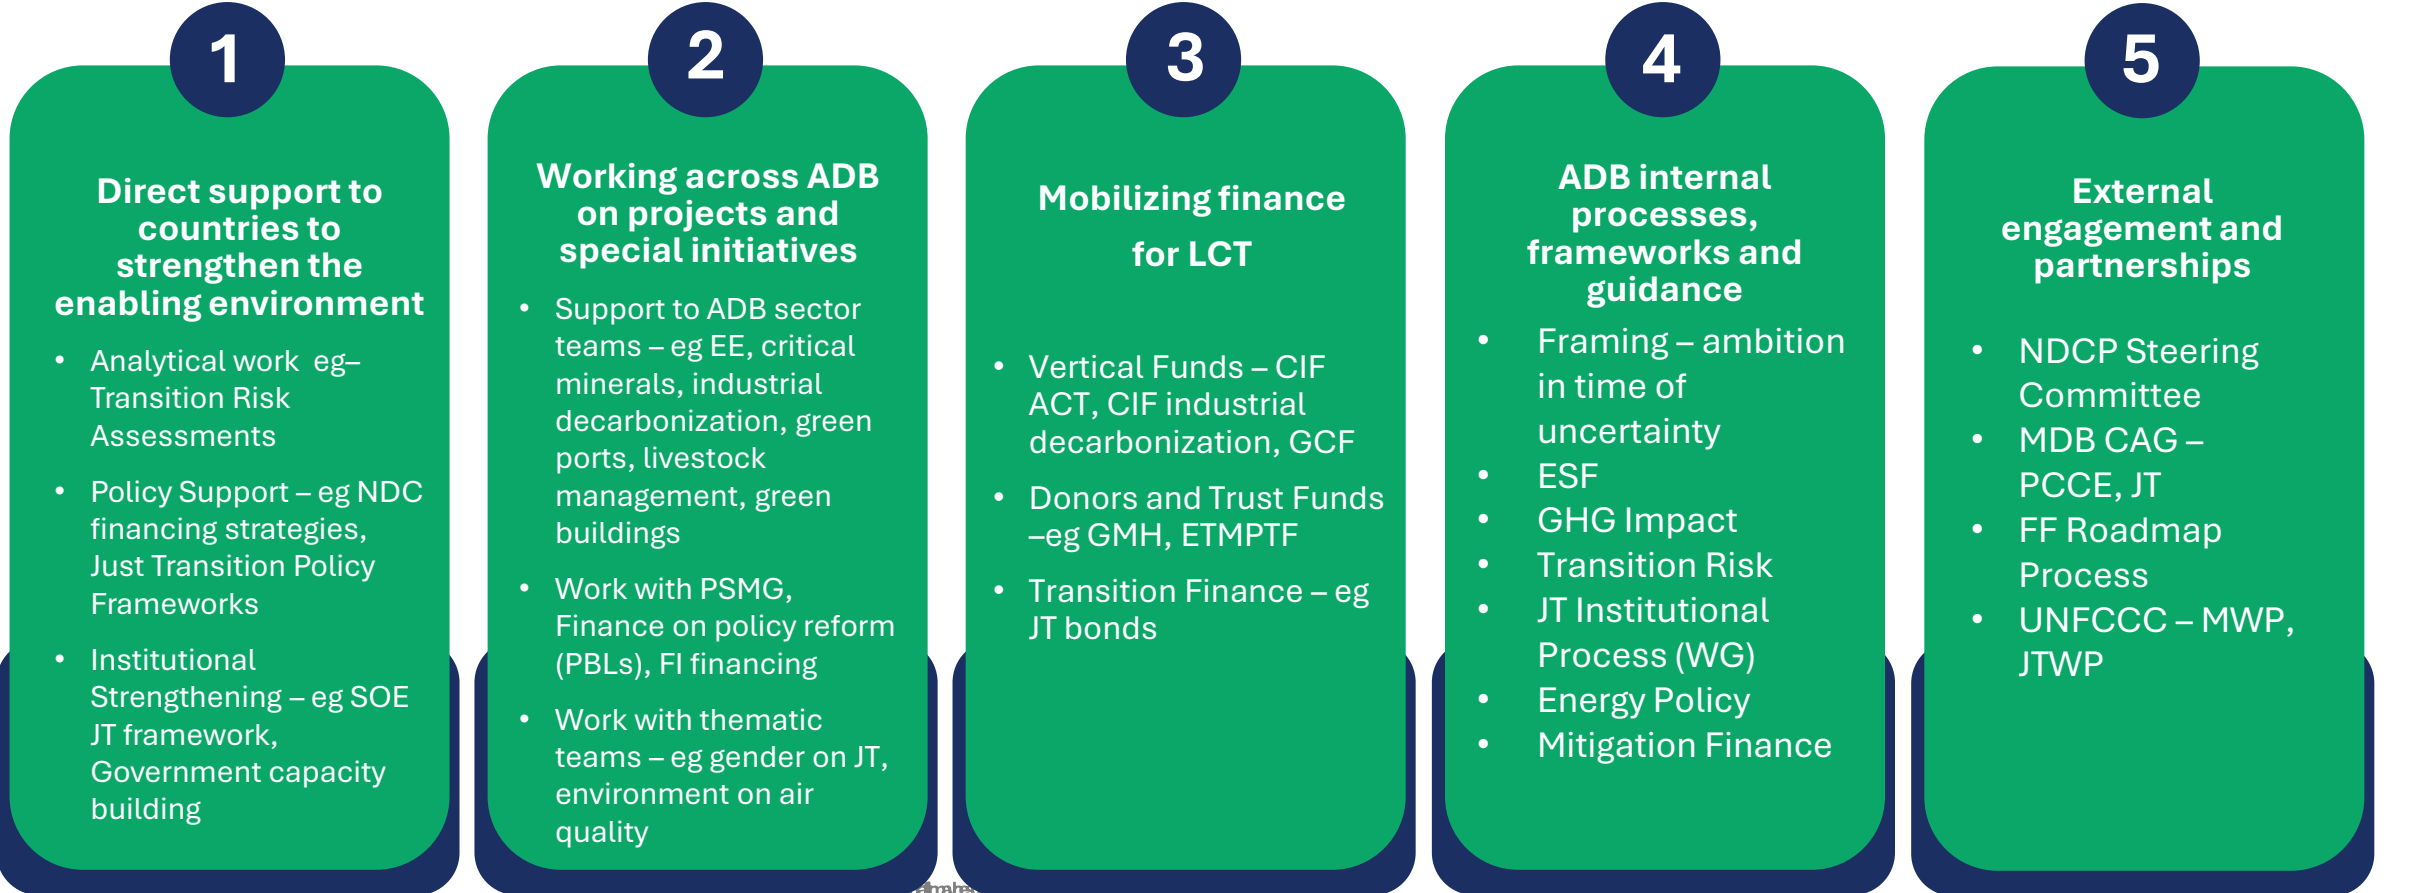 1
Direct support to
countries to
strengthen the
enabling environment
• Analytical work eg–
Transition Risk
Assessments
• Policy Support – eg NDC
financing strategies,
Just Transition Policy
Frameworks
• Institutional
Strengthening – eg SOE
JT framework,
Government capacity
building
2
Working across ADB
on projects and
special initiatives
• Support to ADB sector
teams – eg EE, critical
minerals, industrial
decarbonization, green
ports, livestock
management, green
buildings
• Work with PSMG,
Finance on policy reform
(PBLs), FI financing
• Work with thematic
teams – eg gender on JT,
environment on air
quality
3
Mobilizing finance
for LCT
• Vertical Funds – CIF
ACT, CIF industrial
decarbonization, GCF
• Donors and Trust Funds
–eg GMH, ETMPTF
• Transition Finance – eg
JT bonds
4
ADB internal
processes,
frameworks and
guidance
• Framing – ambition
in time of
uncertainty
• ESF
• GHG Impact
• Transition Risk
• JT Institutional
Process (WG)
• Energy Policy
• Mitigation Finance
5
External
engagement and
partnerships
• NDCP Steering
Committee
• MDB CAG –
PCCE, JT
• FF Roadmap
Process
• UNFCCC – MWP,
JTWP